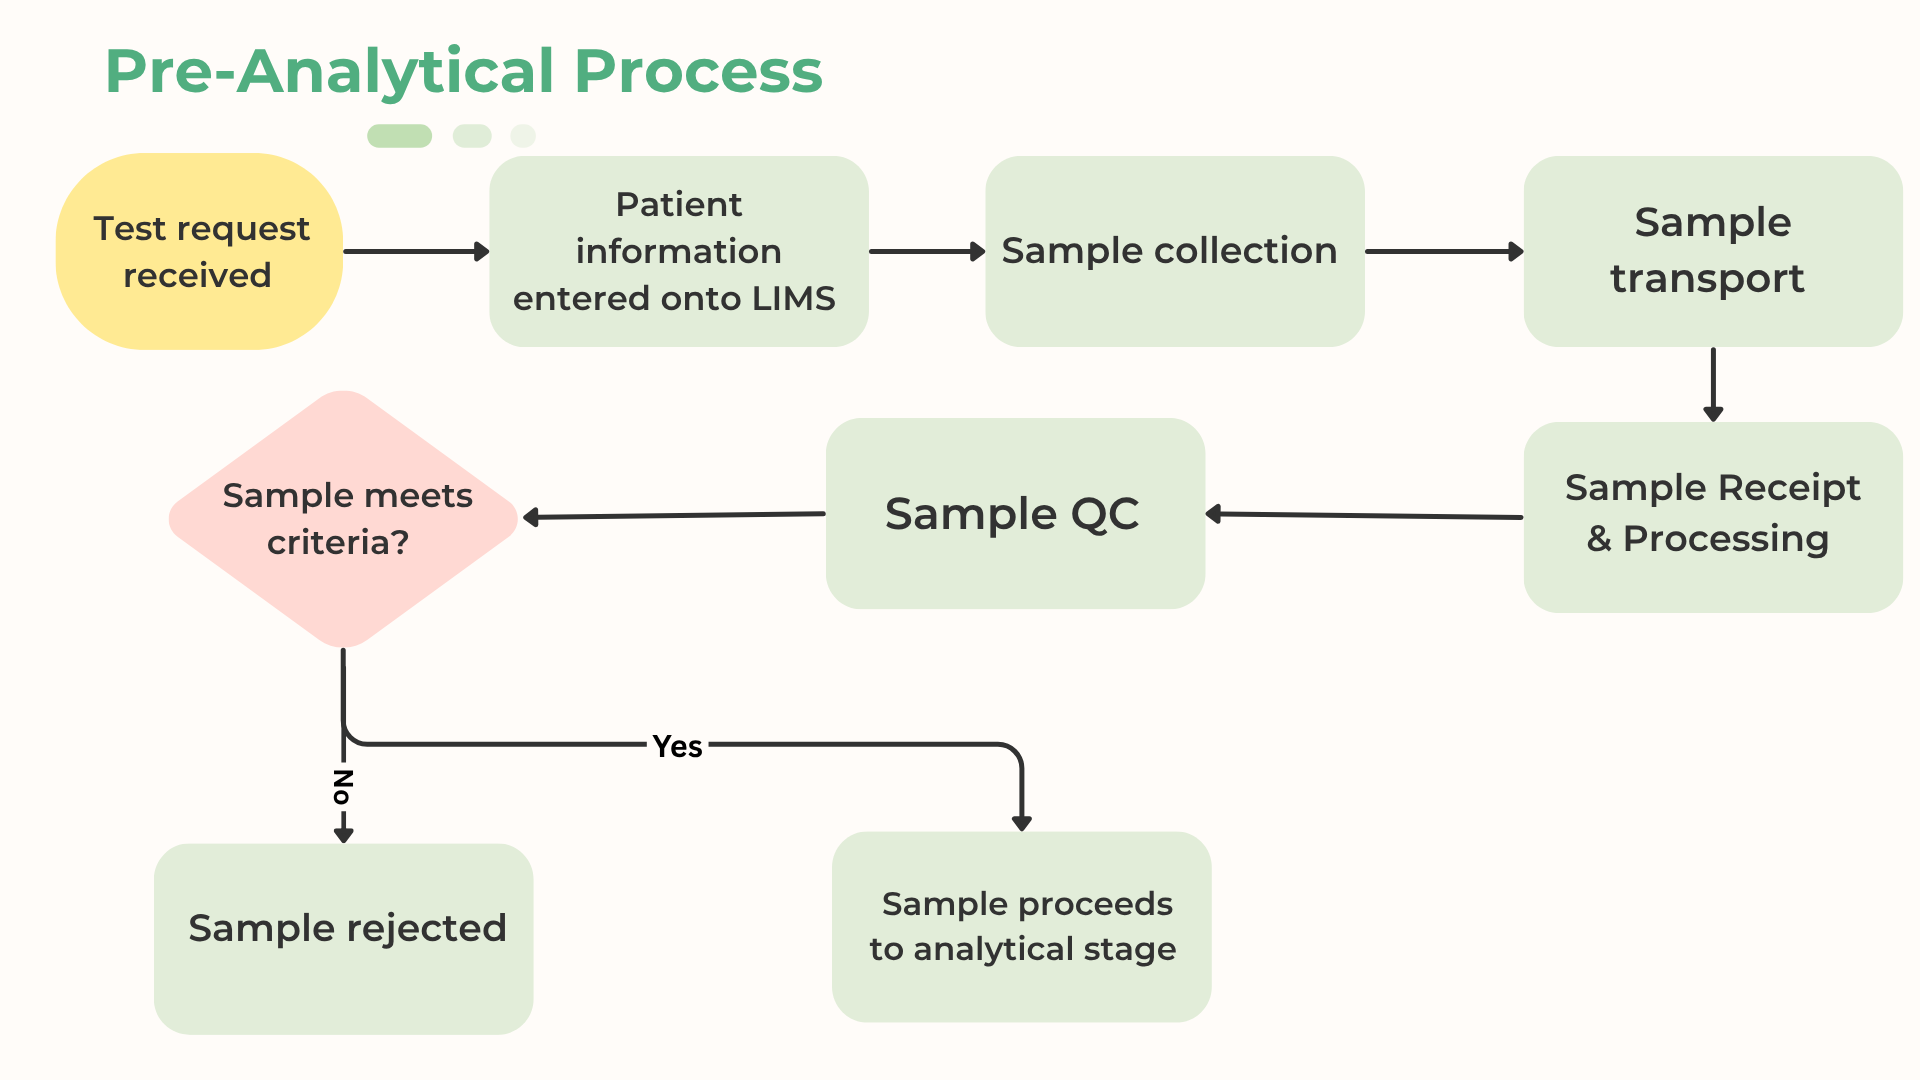 Pre-Analytical Process
Test request
received
Patient
information
entered onto LIMS
Sample collection
Sample
transport
Sample meets
criteria?
Sample QC
Sample Receipt
& Processing
Yes
No
Sample rejected
Sample proceeds
to analytical stage